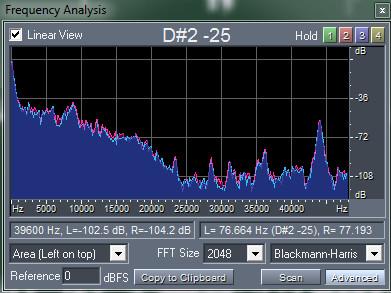 Frequency Analysis
Linear View D#2 -25 Hold 1 2 3 4
dB
-36
-72
-108
dB
Hz 5000 10000 15000 20000 25000 30000 35000 40000 Hz
39600 Hz, L=-102.5 dB, R=-104.2 dB L= 76.664 Hz (D#2 -25), R= 77.193
Area (Left on top) FFT Size 2048 Blackmann-Harris
Reference 0 dBFS Copy to Clipboard Scan Advanced